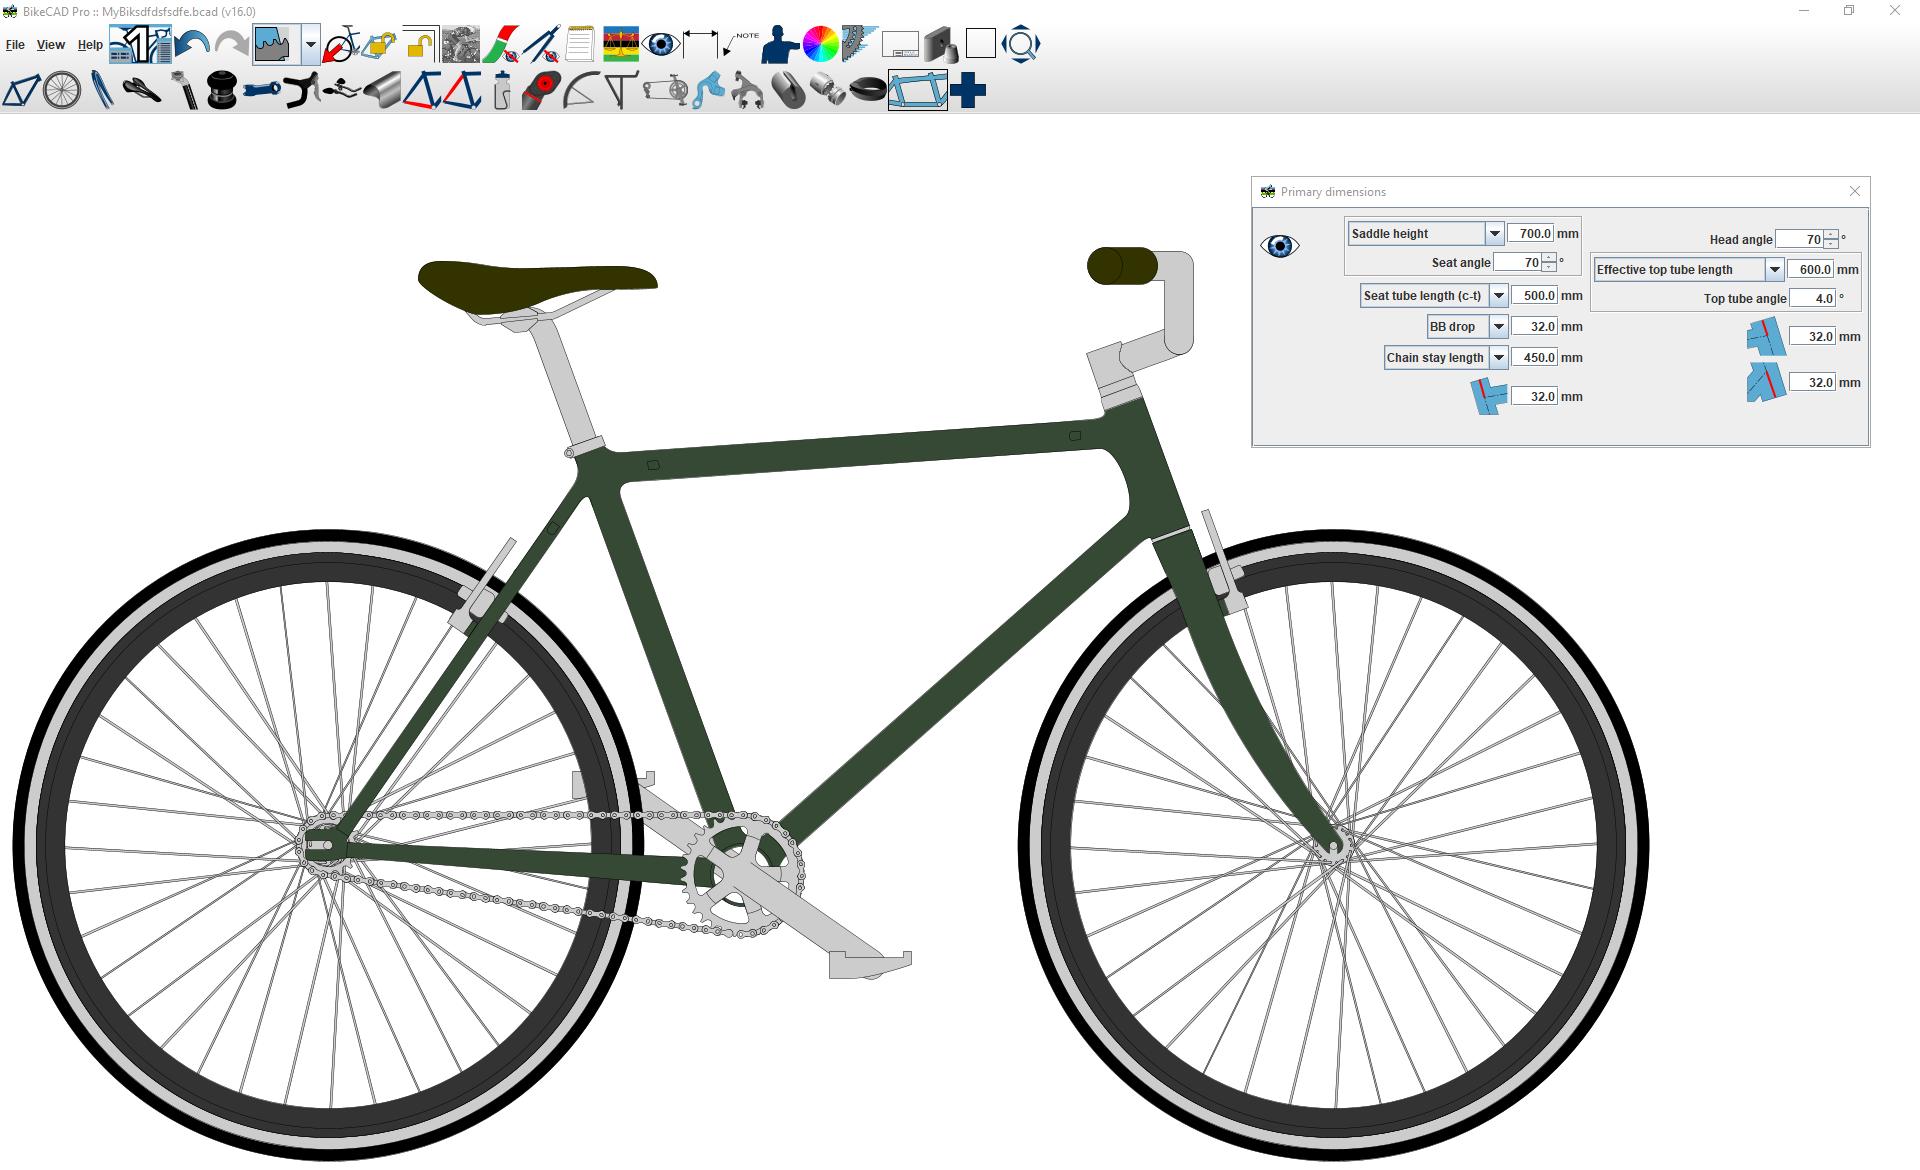 BikeCAD Pro :: MyBiksdfdsfsdfe.bcad (v16.0)
File View Help
1
NOTE
Primary dimensions
Saddle height 700.0 mm
Seat angle 70 °
Seat tube length (c-t) 500.0 mm
BB drop 32.0 mm
Chain stay length 450.0 mm
32.0 mm
Head angle 70 °
Effective top tube length 600.0 mm
Top tube angle 4.0 °
32.0 mm
32.0 mm